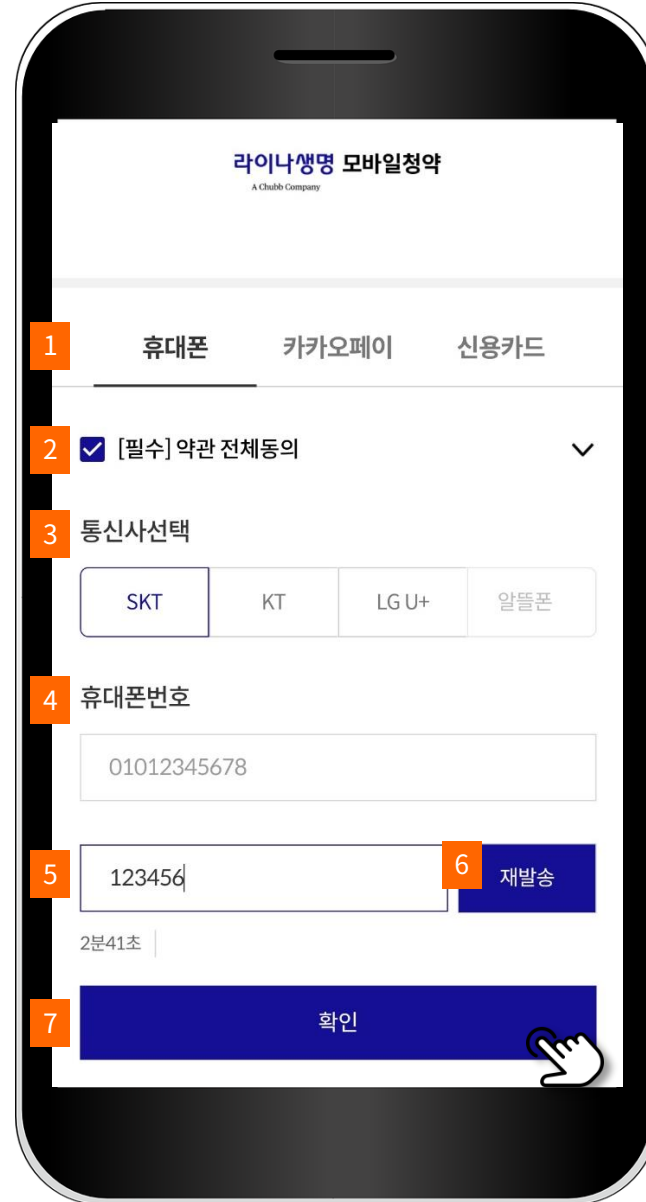 라이나생명 모바일청약
A Chubb Company
1 휴대폰 카카오페이 신용카드
2 [필수] 약관 전체동의
3 통신사선택
SKT KT LG U+ 알뜰폰
4 휴대폰번호
01012345678
5 123456 6 재발송
2분41초
7 확인